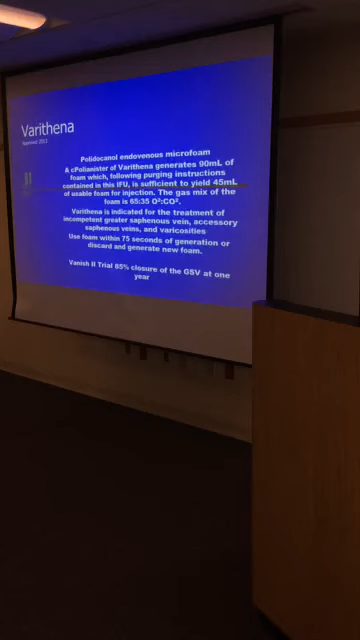 Varithena
Approved 2013
Polidocanol endovenous microfoam
A cPolianister of Varithena generates 90mL of
foam which, following purging instructions
contained in this IFU, is sufficient to yield 45mL
of usable foam for injection. The gas mix of the
foam is 65:35 O²:CO².
Varithena is indicated for the treatment of
incompetent greater saphenous vein, accessory
saphenous veins, and varicosities
Use foam within 75 seconds of generation or
discard and generate new foam.
Vanish II Trial 85% closure of the GSV at one
year